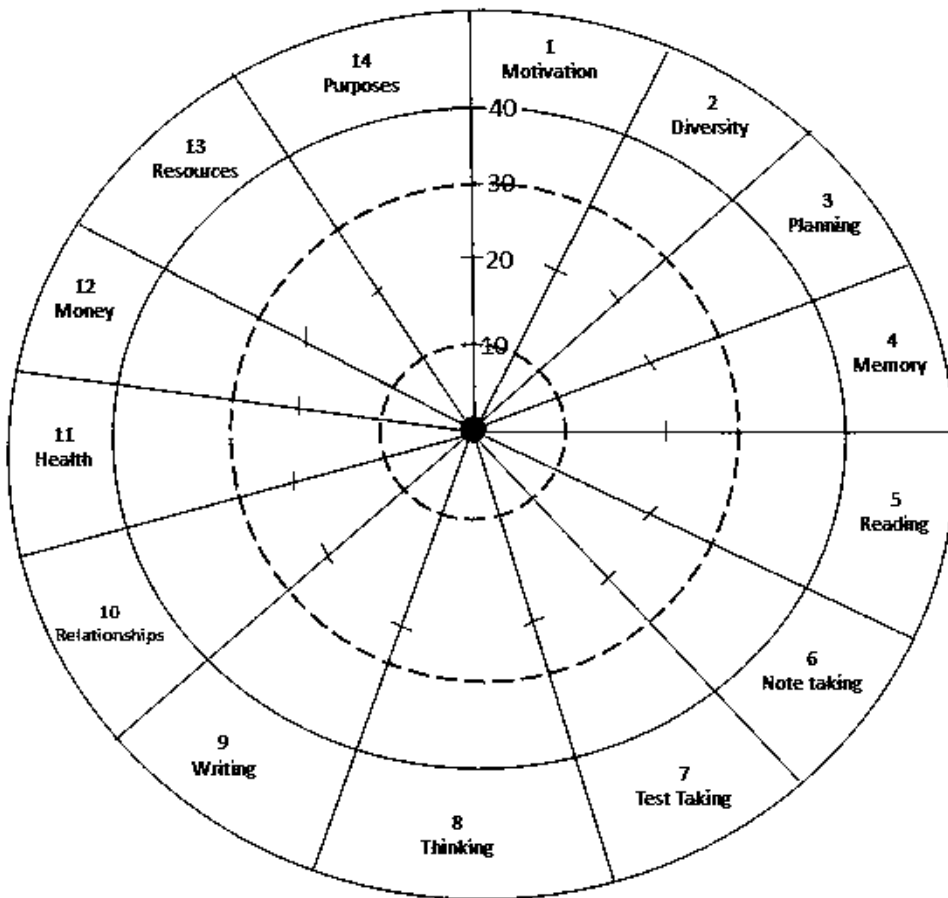 1
Motivation
2
Diversity
3
Planning
4
Memory
5
Reading
6
Note taking
7
Test Taking
8
Thinking
9
Writing
10
Relationships
11
Health
12
Money
13
Resources
14
Purposes
40
30
20
10